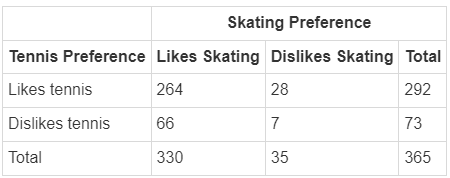 Skating Preference
Tennis Preference Likes Skating Dislikes Skating Total
Likes tennis 264 28 292
Dislikes tennis 66 7 73
Total 330 35 365